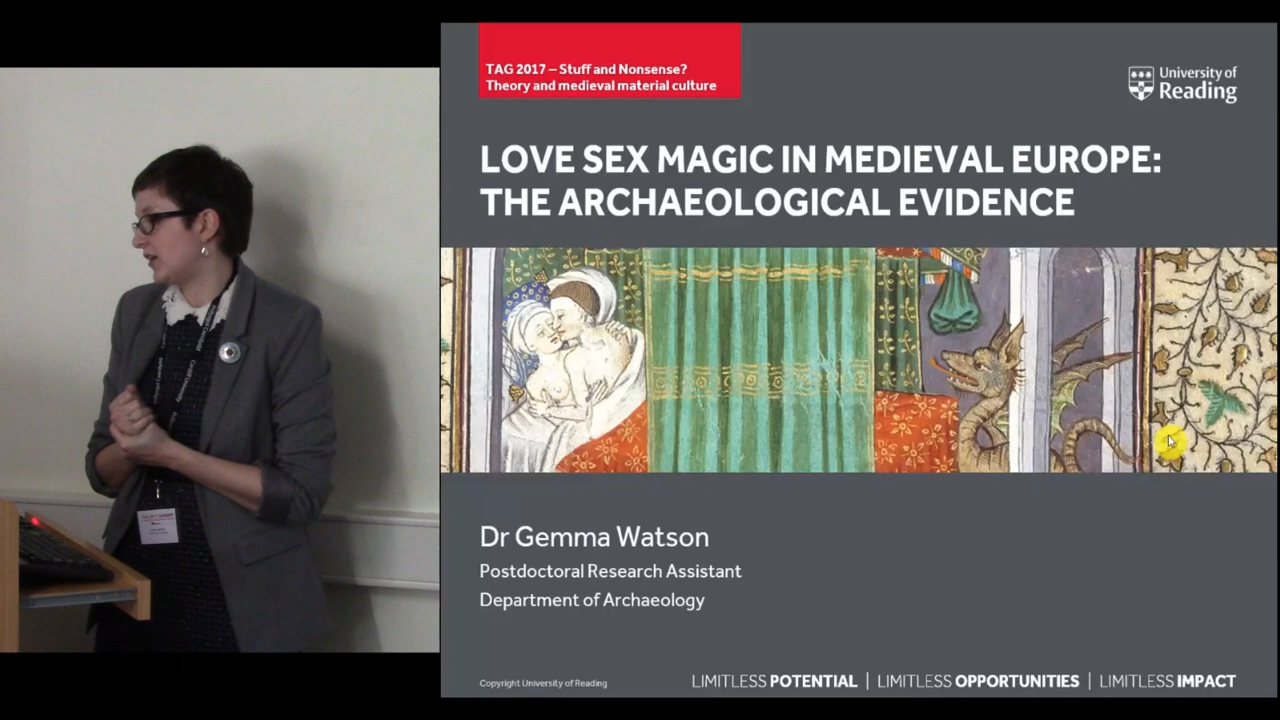 TAG 2017 – Stuff and Nonsense?
Theory and medieval material culture
University of
Reading
LOVE SEX MAGIC IN MEDIEVAL EUROPE:
THE ARCHAEOLOGICAL EVIDENCE
Dr Gemma Watson
Postdoctoral Research Assistant
Department of Archaeology
Copyright University of Reading
LIMITLESS POTENTIAL | LIMITLESS OPPORTUNITIES | LIMITLESS IMPACT